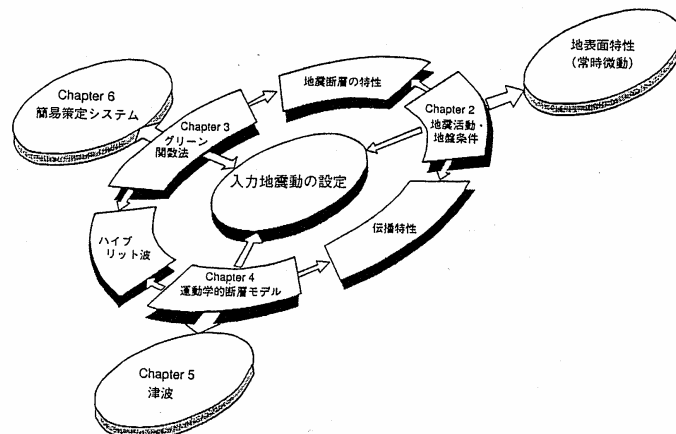 地表面特性
(常時微動)
地震断層の特性
Chapter 6
簡易策定システム
Chapter 3
グリーン
関数法
Chapter 2
地震活動・
地盤条件
入力地震動の設定
ハイブ
リット波
伝播特性
Chapter 4
運動学的断層モデル
Chapter 5
津波